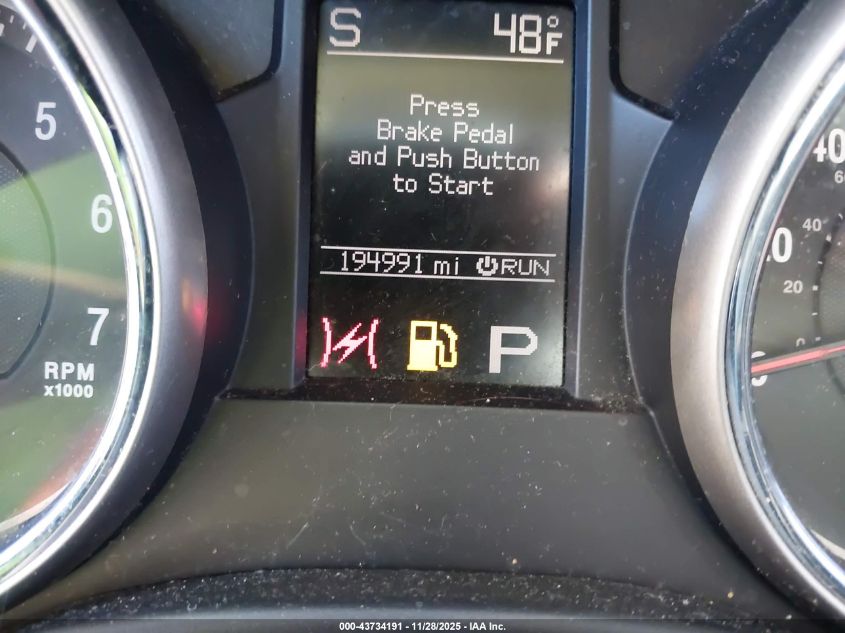 S 48°F
Press
Brake Pedal
and Push Button
to Start
194991 mi RUN
P
5
6
7
RPM
x1000
40
20
000-43734191 - 11/28/2025 - IAA Inc.